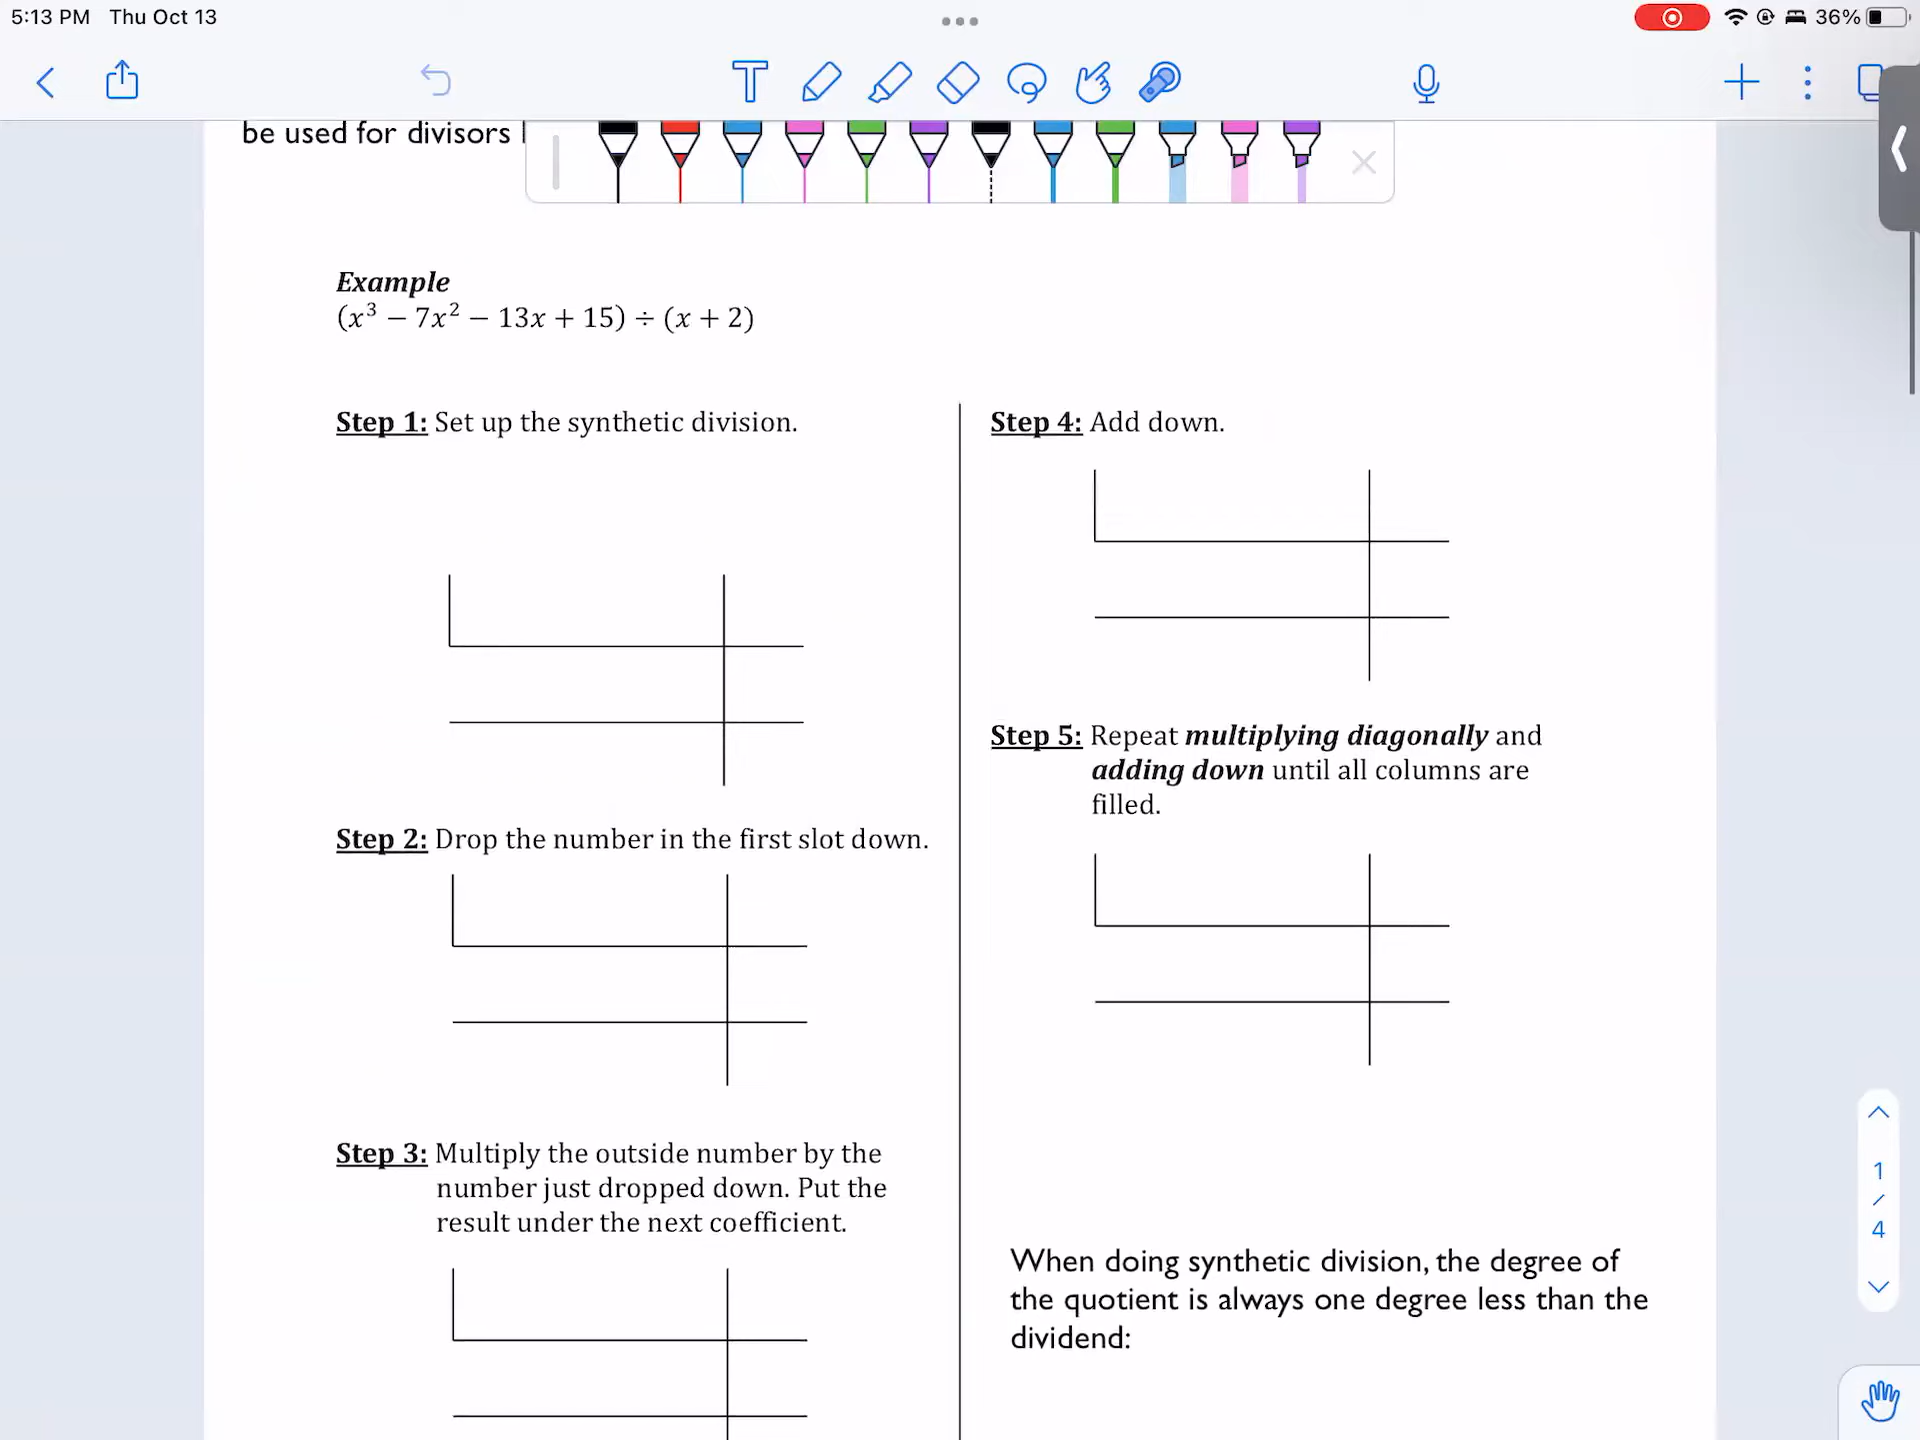 5:13 PM Thu Oct 13
36%
be used for divisors
Example
(x³ − 7x² − 13x + 15) ÷ (x + 2)
Step 1: Set up the synthetic division.
Step 2: Drop the number in the first slot down.
Step 3: Multiply the outside number by the
number just dropped down. Put the
result under the next coefficient.
Step 4: Add down.
Step 5: Repeat multiplying diagonally and
adding down until all columns are
filled.
When doing synthetic division, the degree of
the quotient is always one degree less than the
dividend:
1
/
4